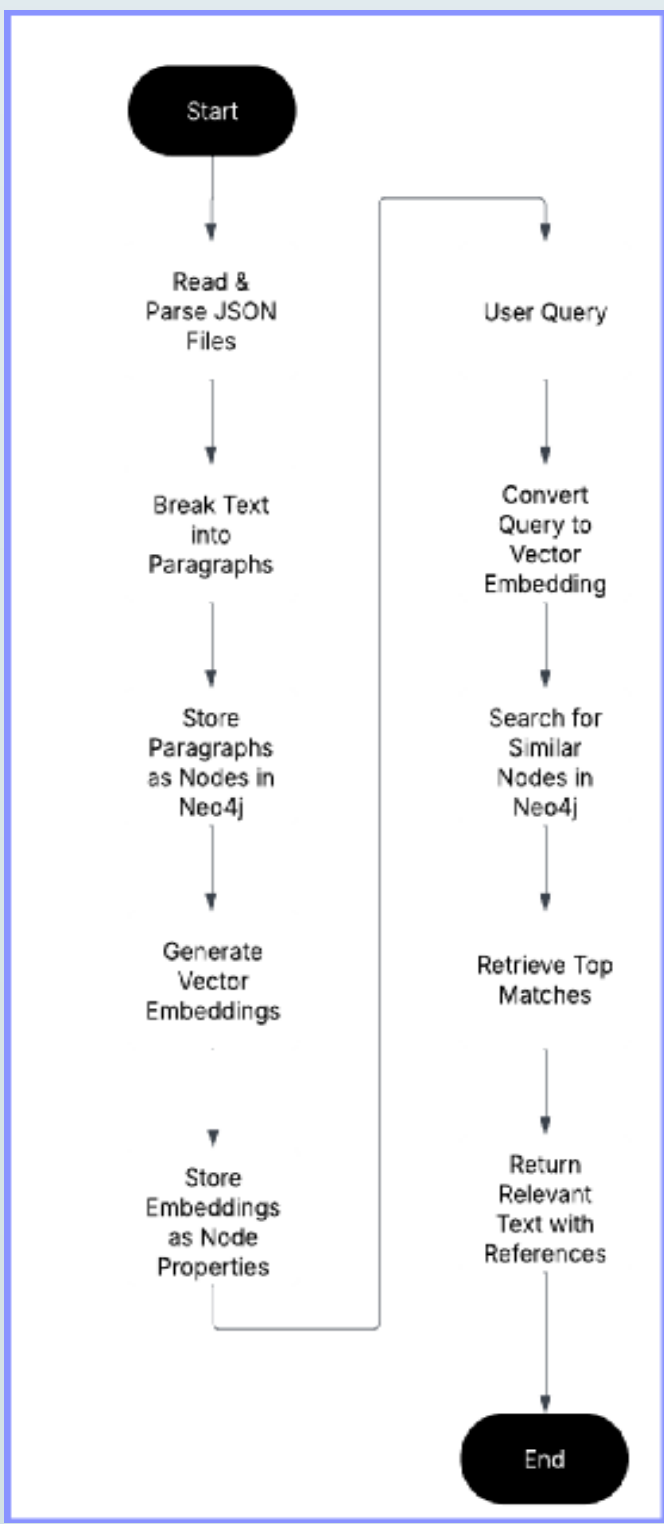 Start
Read &
Parse JSON
Files
Break Text
into
Paragraphs
Store
Paragraphs
as Nodes in
Neo4j
Generate
Vector
Embeddings
Store
Embeddings
as Node
Properties
User Query
Convert
Query to
Vector
Embedding
Search for
Similar
Nodes in
Neo4j
Retrieve Top
Matches
Return
Relevant
Text with
References
End